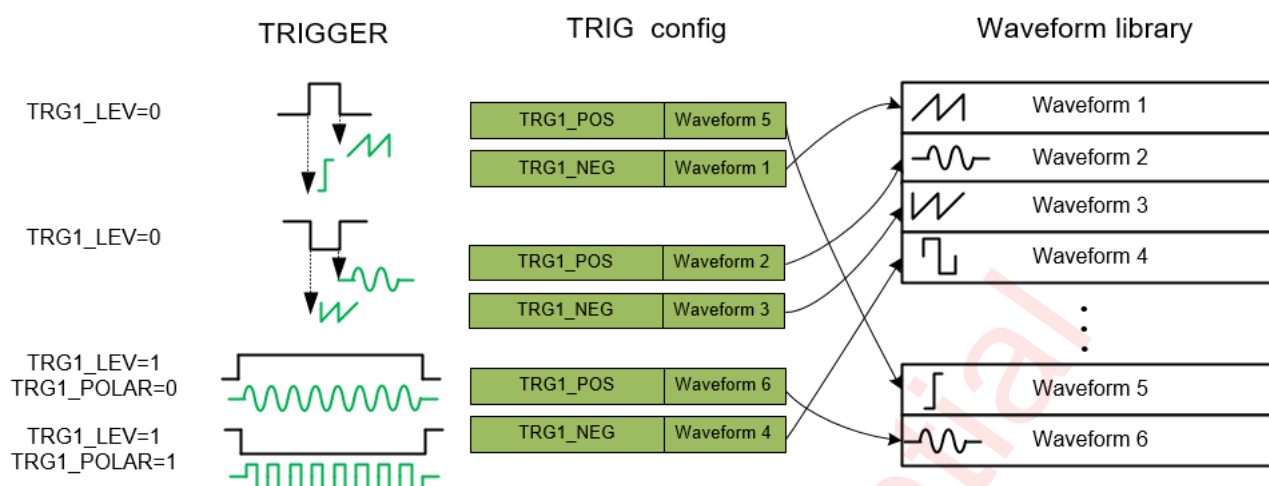 TRIGGER
TRIG config
Waveform library
TRG1_LEV=0
TRG1_POS Waveform 5
TRG1_NEG Waveform 1
Waveform 1
Waveform 2
Waveform 3
Waveform 4
TRG1_LEV=0
TRG1_POS Waveform 2
TRG1_NEG Waveform 3
TRG1_LEV=1
TRG1_POLAR=0
TRG1_POS Waveform 6
TRG1_NEG Waveform 4
Waveform 5
Waveform 6
TRG1_LEV=1
TRG1_POLAR=1